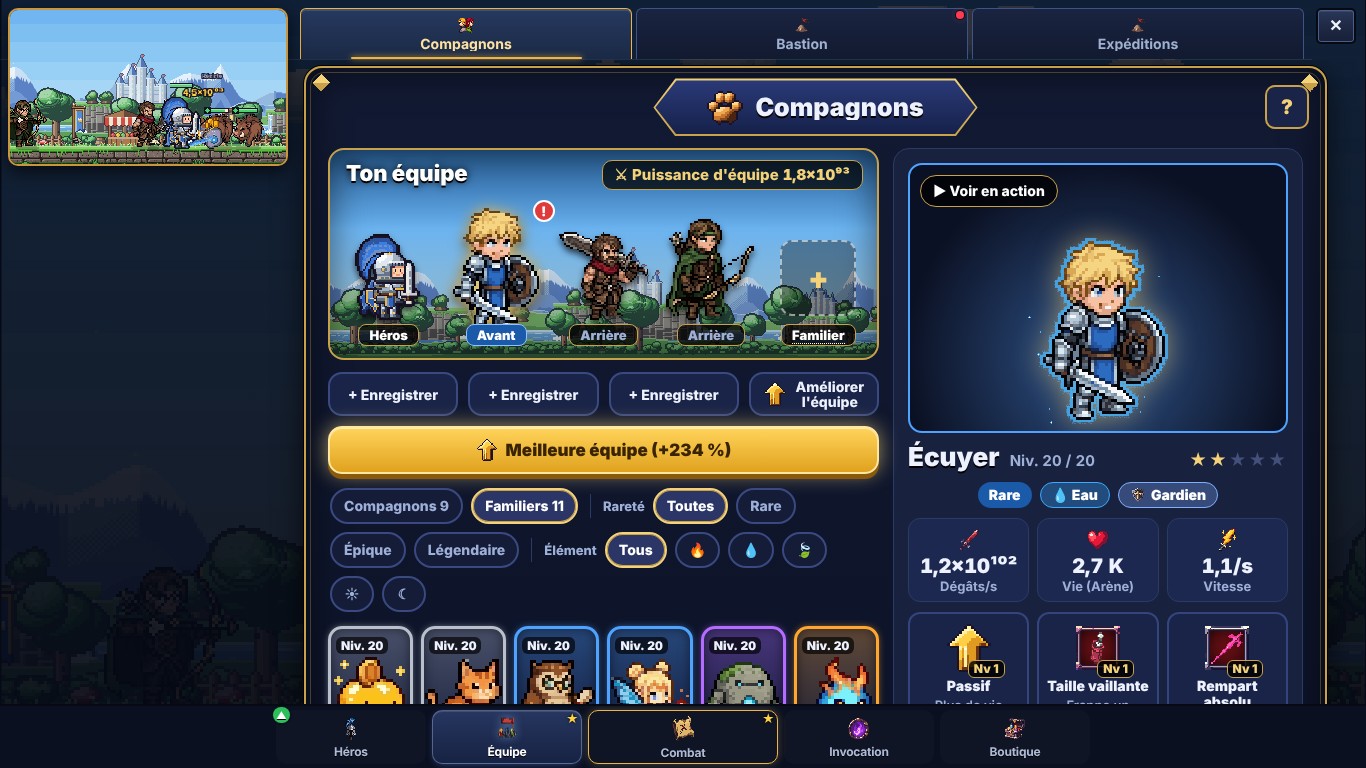 Compagnons
Bastion
Expéditions
×
4,5×10⁹³
Compagnons
?
Ton équipe
⚔ Puissance d'équipe 1,8×10⁹³
!
+
Héros
Avant
Arrière
Arrière
Familier
+ Enregistrer
+ Enregistrer
+ Enregistrer
Améliorer
l'équipe
Meilleure équipe (+234 %)
Compagnons 9
Familiers 11
Rareté
Toutes
Rare
Épique
Légendaire
Élément
Tous
Niv. 20
Niv. 20
Niv. 20
Niv. 20
Niv. 20
Niv. 20
▶ Voir en action
Écuyer Niv. 20 / 20
Rare
Eau
Gardien
1,2×10¹⁰²
Dégâts/s
2,7 K
Vie (Arène)
1,1/s
Vitesse
Nv 1
Passif
Nv 1
Taille vaillante
Nv 1
Rempart
absolu
Héros
Équipe
Combat
Invocation
Boutique